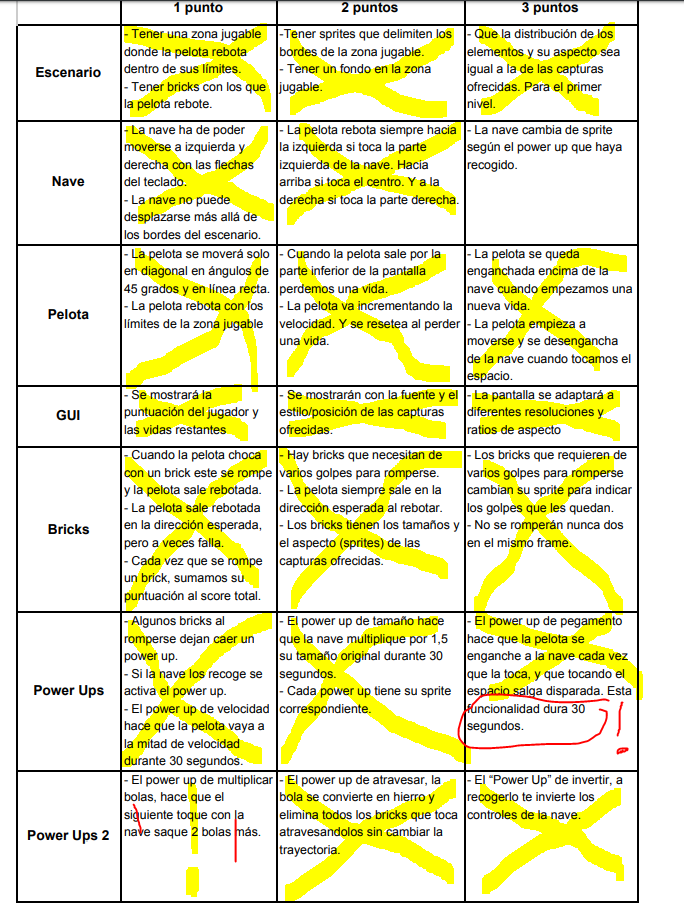 1 punto
2 puntos
3 puntos
Escenario
- Tener una zona jugable
donde la pelota rebota
dentro de sus límites.
- Tener bricks con los que
la pelota rebote.
-Tener sprites que delimiten los
bordes de la zona jugable.
- Tener un fondo en la zona
jugable.
- Que la distribución de los
elementos y su aspecto sea
igual a la de las capturas
ofrecidas. Para el primer
nivel.
Nave
- La nave ha de poder
moverse a izquierda y
derecha con las flechas
del teclado.
- La nave no puede
desplazarse más allá de
los bordes del escenario.
- La pelota rebota siempre hacia
la izquierda si toca la parte
izquierda de la nave. Hacia
arriba si toca el centro. Y a la
derecha si toca la parte derecha.
- La nave cambia de sprite
según el power up que haya
recogido.
Pelota
- La pelota se moverá solo
en diagonal en ángulos de
45 grados y en línea recta.
- La pelota rebota con los
límites de la zona jugable
- Cuando la pelota sale por la
parte inferior de la pantalla
perdemos una vida.
- La pelota va incrementando la
velocidad. Y se resetea al perder
una vida.
- La pelota se queda
enganchada encima de la
nave cuando empezamos una
nueva vida.
- La pelota empieza a
moverse y se desengancha
de la nave cuando tocamos el
espacio.
GUI
- Se mostrará la
puntuación del jugador y
las vidas restantes
- Se mostrarán con la fuente y el
estilo/posición de las capturas
ofrecidas.
- La pantalla se adaptará a
diferentes resoluciones y
ratios de aspecto
Bricks
- Cuando la pelota choca
con un brick este se rompe
y la pelota sale rebotada.
- La pelota sale rebotada
en la dirección esperada,
pero a veces falla.
- Cada vez que se rompe
un brick, sumamos su
puntuación al score total.
- Hay bricks que necesitan de
varios golpes para romperse.
- La pelota siempre sale en la
dirección esperada al rebotar.
- Los bricks tienen los tamaños y
el aspecto (sprites) de las
capturas ofrecidas.
- Los bricks que requieren de
varios golpes para romperse
cambian su sprite para indicar
los golpes que les quedan.
- No se romperán nunca dos
en el mismo frame.
Power Ups
- Algunos bricks al
romperse dejan caer un
power up.
- Si la nave los recoge se
activa el power up.
- El power up de velocidad
hace que la pelota vaya a
la mitad de velocidad
durante 30 segundos.
- El power up de tamaño hace
que la nave multiplique por 1,5
su tamaño original durante 30
segundos.
- Cada power up tiene su sprite
correspondiente.
- El power up de pegamento
hace que la pelota se
enganche a la nave cada vez
que la toca, y que tocando el
espacio salga disparada. Esta
funcionalidad dura 30
segundos.
!
Power Ups 2
- El power up de multiplicar
bolas, hace que el
siguiente toque con la
nave saque 2 bolas más.
- El power up de atravesar, la
bola se convierte en hierro y
elimina todos los bricks que toca
atravesandolos sin cambiar la
trayectoria.
- El “Power Up” de invertir, a
recogerlo te invierte los
controles de la nave.